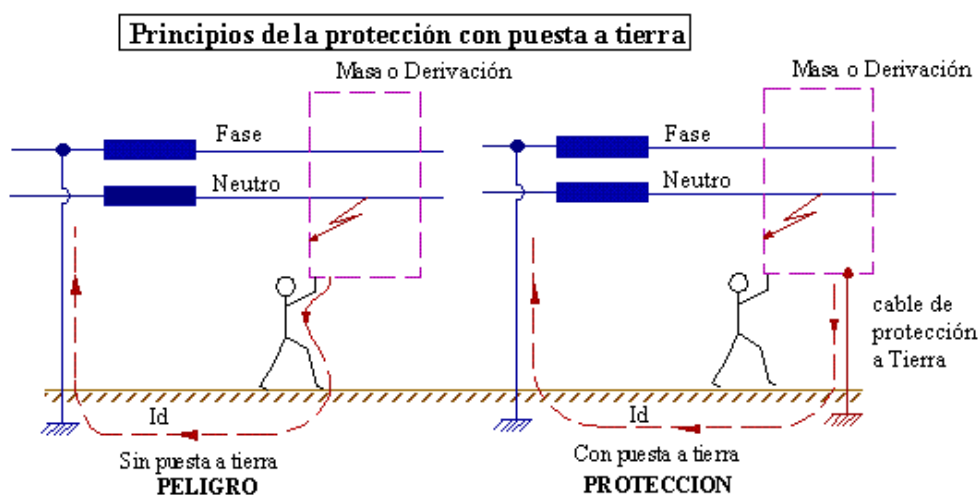 Principios de la protección con puesta a tierra
Masa o Derivación
Fase
Neutro
Id
Sin puesta a tierra
PELIGRO
Masa o Derivación
Fase
Neutro
cable de
protección
a Tierra
Id
Con puesta a tierra
PROTECCION